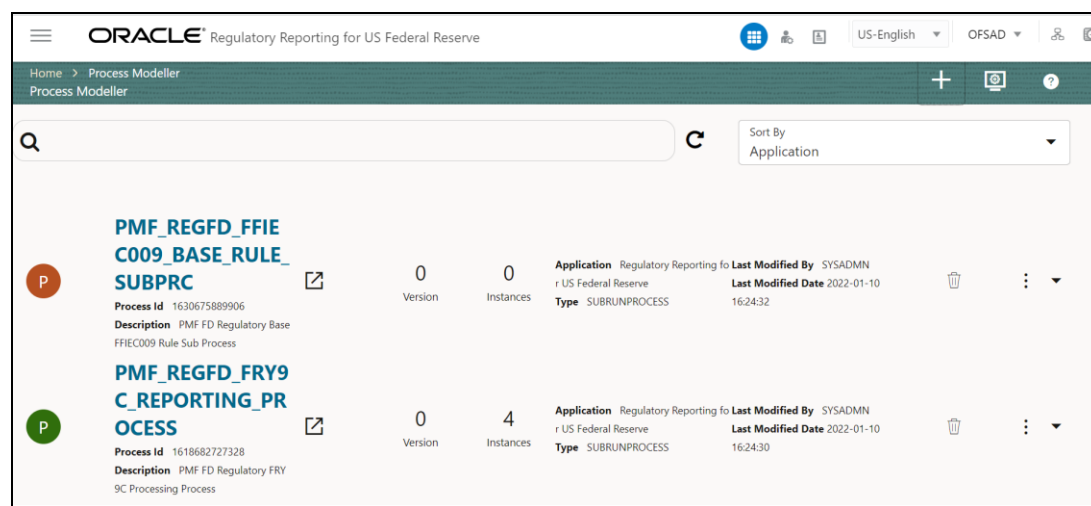 ORACLE® Regulatory Reporting for US Federal Reserve
US-English
OFSAD
Home > Process Modeller
Process Modeller
Sort By
Application
P
PMF_REGFD_FFIE
C009_BASE_RULE_
SUBPRC
Process Id 1630675889906
Description PMF FD Regulatory Base
FFIEC009 Rule Sub Process
0
Version
0
Instances
Application Regulatory Reporting fo
r US Federal Reserve
Type SUBRUNPROCESS
Last Modified By SYSADMN
Last Modified Date 2022-01-10
16:24:32
P
PMF_REGFD_FRY9
C_REPORTING_PR
OCESS
Process Id 1618682727328
Description PMF FD Regulatory FRY
9C Processing Process
0
Version
4
Instances
Application Regulatory Reporting fo
r US Federal Reserve
Type SUBRUNPROCESS
Last Modified By SYSADMN
Last Modified Date 2022-01-10
16:24:30